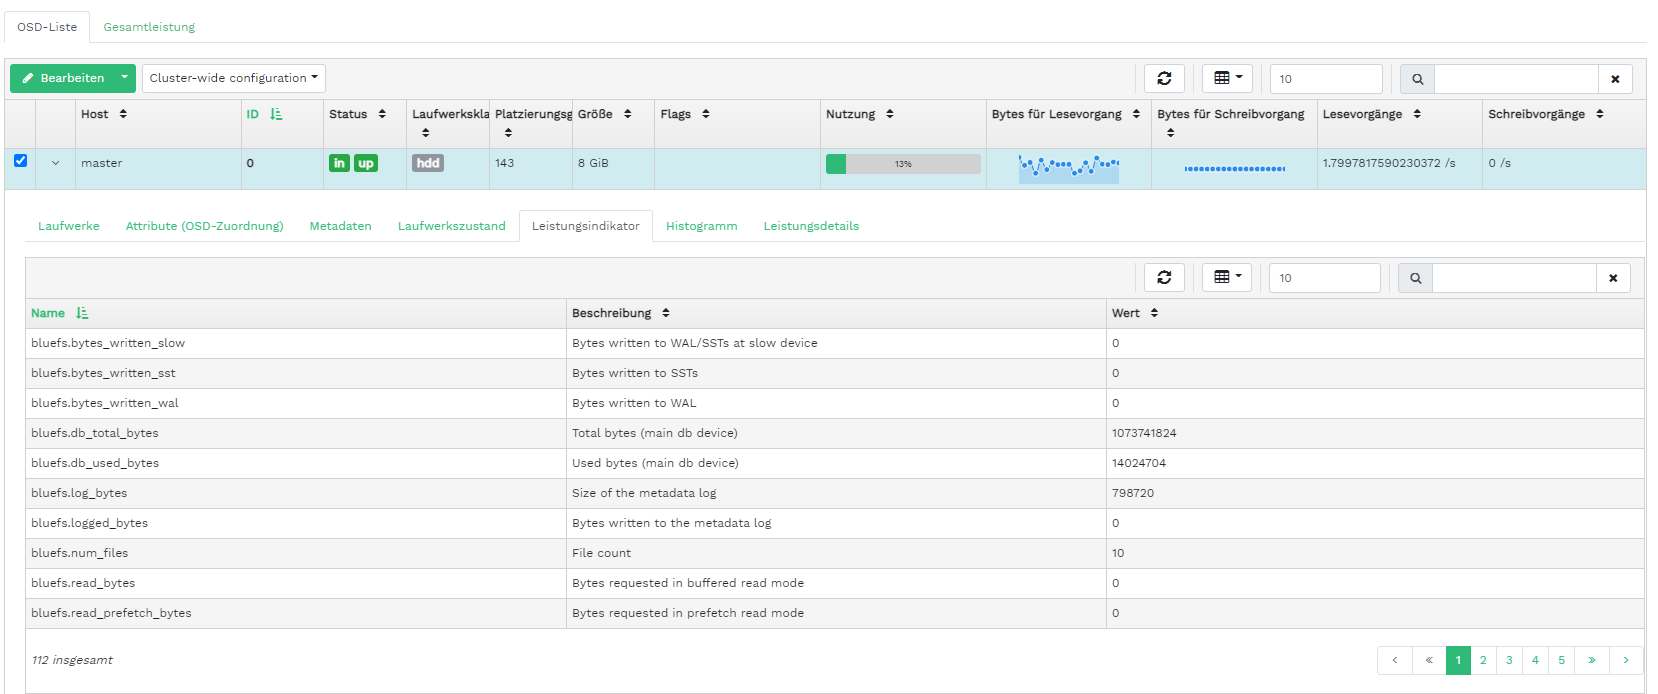 OSD-Liste Gesamtleistung
Bearbeiten Cluster-wide configuration 10
Host ID Status Laufwerkskla Platzierungsg Größe Flags Nutzung Bytes für Lesevorgang Bytes für Schreibvorgang Lesevorgänge Schreibvorgänge
master 0 in up hdd 143 8 GiB 13% 1.7997817590230372 /s 0 /s
Laufwerke Attribute (OSD-Zuordnung) Metadaten Laufwerkszustand Leistungsindikator Histogramm Leistungsdetails
10
Name Beschreibung Wert
bluefs.bytes_written_slow Bytes written to WAL/SSTs at slow device 0
bluefs.bytes_written_sst Bytes written to SSTs 0
bluefs.bytes_written_wal Bytes written to WAL 0
bluefs.db_total_bytes Total bytes (main db device) 1073741824
bluefs.db_used_bytes Used bytes (main db device) 14024704
bluefs.log_bytes Size of the metadata log 798720
bluefs.logged_bytes Bytes written to the metadata log 0
bluefs.num_files File count 10
bluefs.read_bytes Bytes requested in buffered read mode 0
bluefs.read_prefetch_bytes Bytes requested in prefetch read mode 0
112 insgesamt ‹ « 1 2 3 4 5 » ›